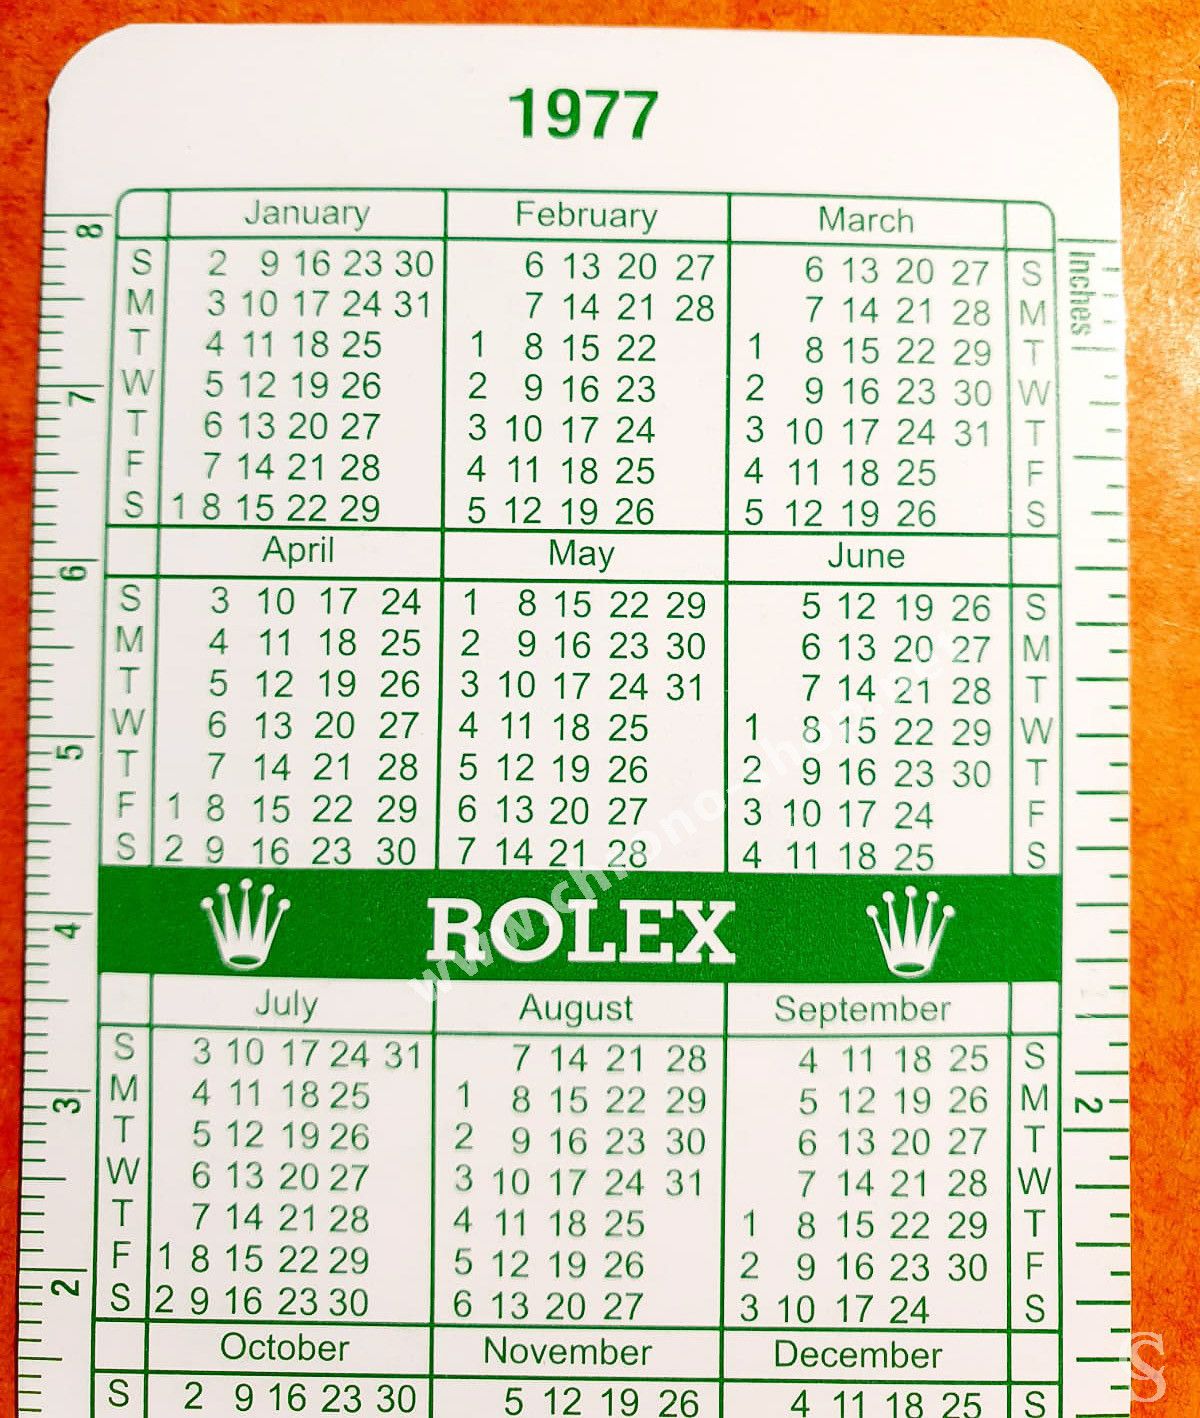 1977
January February March
S 2 9 16 23 30 6 13 20 27 6 13 20 27 S
M 3 10 17 24 31 7 14 21 28 7 14 21 28 M
T 4 11 18 25 1 8 15 22 1 8 15 22 29 T
W 5 12 19 26 2 9 16 23 2 9 16 23 30 W
T 6 13 20 27 3 10 17 24 3 10 17 24 31 T
F 7 14 21 28 4 11 18 25 4 11 18 25 F
S 1 8 15 22 29 5 12 19 26 5 12 19 26 S
April May June
S 3 10 17 24 1 8 15 22 29 5 12 19 26 S
M 4 11 18 25 2 9 16 23 30 6 13 20 27 M
T 5 12 19 26 3 10 17 24 31 7 14 21 28 T
W 6 13 20 27 4 11 18 25 1 8 15 22 29 W
T 7 14 21 28 5 12 19 26 2 9 16 23 30 T
F 1 8 15 22 29 6 13 20 27 3 10 17 24 F
S 2 9 16 23 30 7 14 21 28 4 11 18 25 S
ROLEX
July August September
S 3 10 17 24 31 7 14 21 28 4 11 18 25 S
M 4 11 18 25 1 8 15 22 29 5 12 19 26 M
T 5 12 19 26 2 9 16 23 30 6 13 20 27 T
W 6 13 20 27 3 10 17 24 31 7 14 21 28 W
T 7 14 21 28 4 11 18 25 1 8 15 22 29 T
F 1 8 15 22 29 5 12 19 26 2 9 16 23 30 F
S 2 9 16 23 30 6 13 20 27 3 10 17 24 S
October November December
S 2 9 16 23 30 5 12 19 26 4 11 18 25 S
8
7
6
5
4
3
2
Inches
2